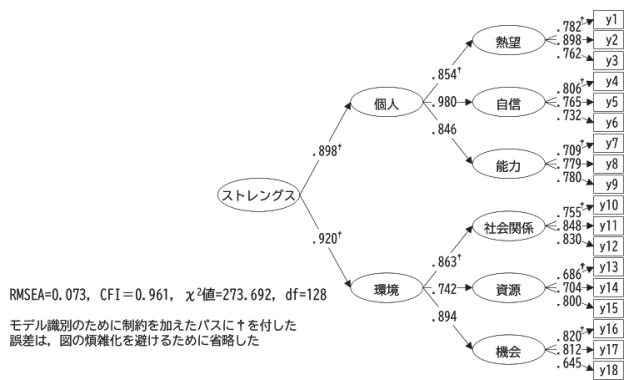 .782† y1
熱望 .898 y2
.762 y3
.854†
.806† y4
個人 .980 自信 .765 y5
.732 y6
.846
.898†
.709† y7
能力 .779 y8
.780 y9
ストレングス
.755† y10
社会関係 .848 y11
.830 y12
.920†
.863†
.686† y13
環境 .742 資源 .704 y14
.800 y15
.894
.820† y16
機会 .812 y17
.645 y18
RMSEA=0.073, CFI=0.961, χ²値=273.692, df=128
モデル識別のために制約を加えたパスに†を付した
誤差は，図の煩雑化を避けるために省略した